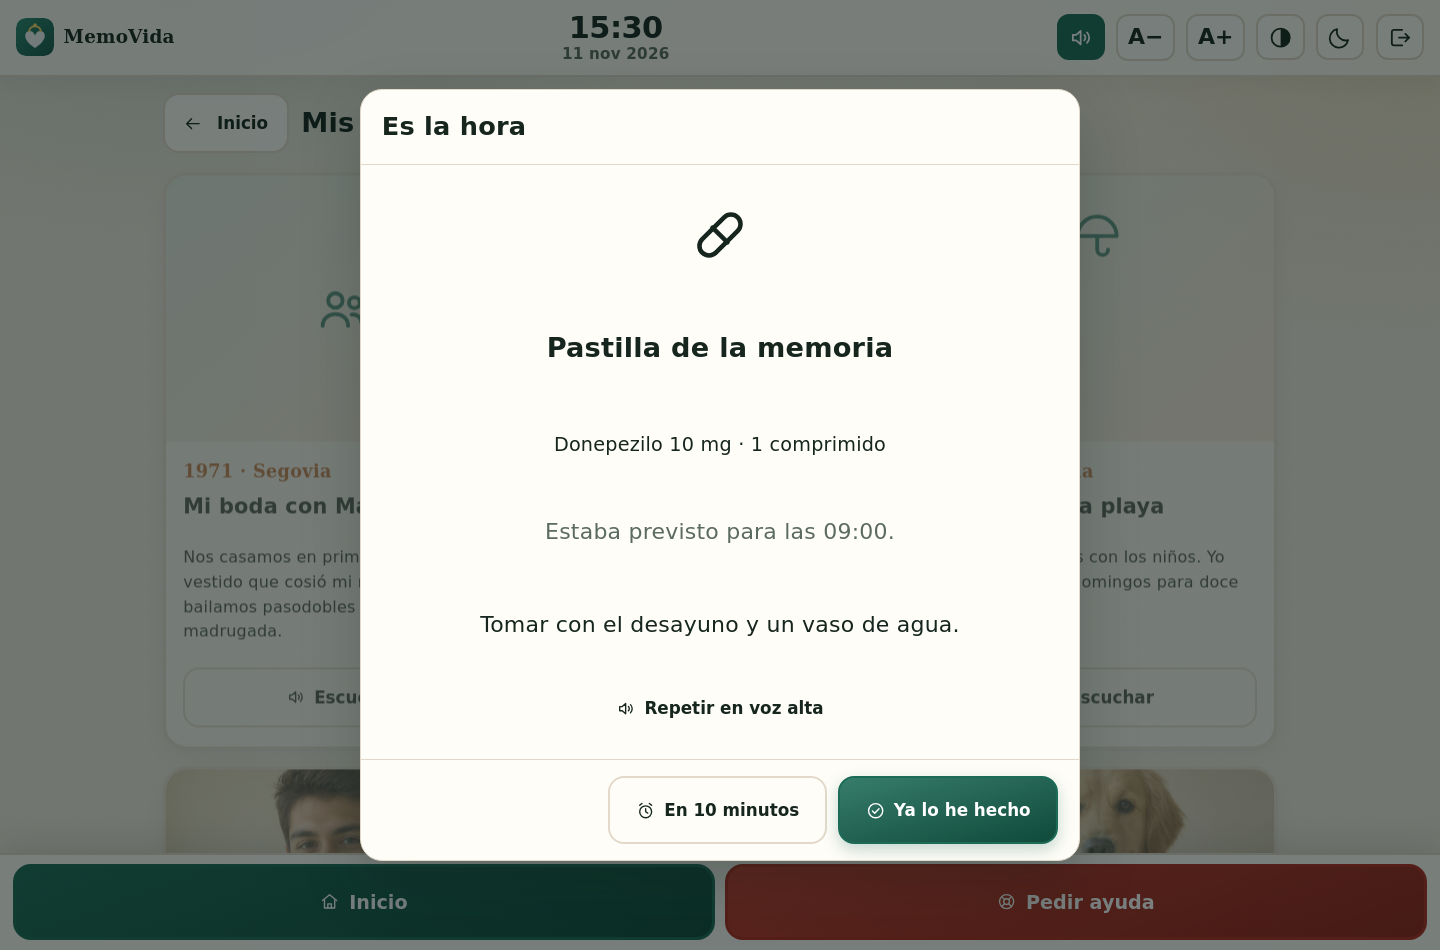 MemoVida
15:30
11 nov 2026
A−
A+
Inicio
Mis
Es la hora
Pastilla de la memoria
Donepezilo 10 mg · 1 comprimido
Estaba previsto para las 09:00.
Tomar con el desayuno y un vaso de agua.
Repetir en voz alta
En 10 minutos
Ya lo he hecho
1971 · Segovia
Mi boda con
Nos casamos en
vestido que cosió mi
bailamos pasodobles
madrugada.
playa
con los niños. Yo
para doce
Inicio
Pedir ayuda